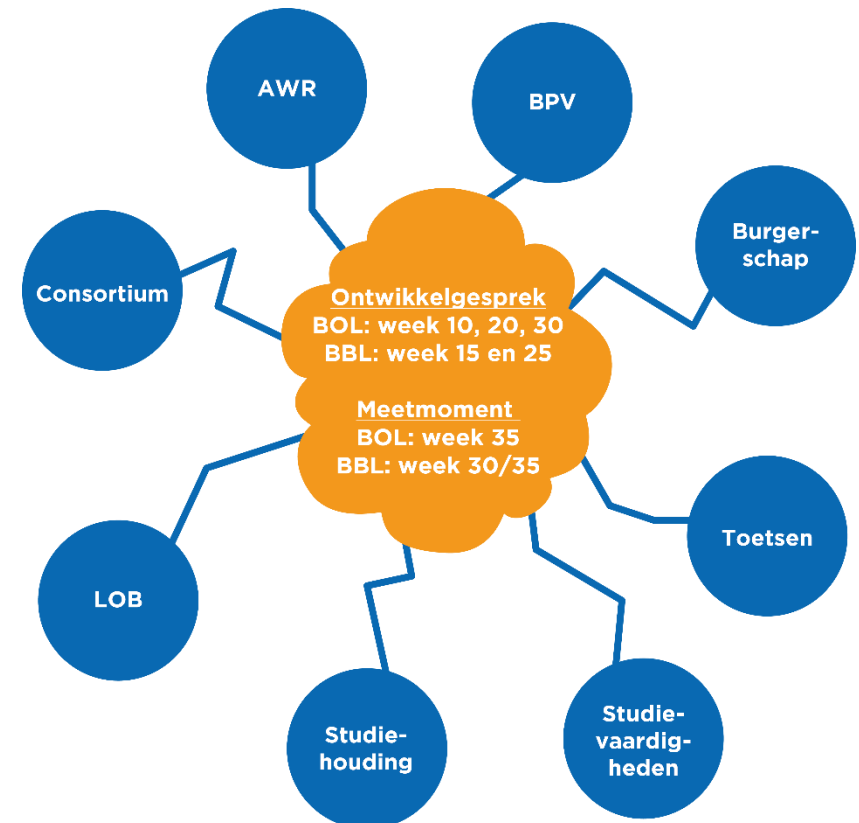 AWR
BPV
Burger-
schap
Consortium
Ontwikkelgesprek
BOL: week 10, 20, 30
BBL: week 15 en 25
Meetmoment
BOL: week 35
BBL: week 30/35
Toetsen
LOB
Studie-
houding
Studie-
vaardig-
heden